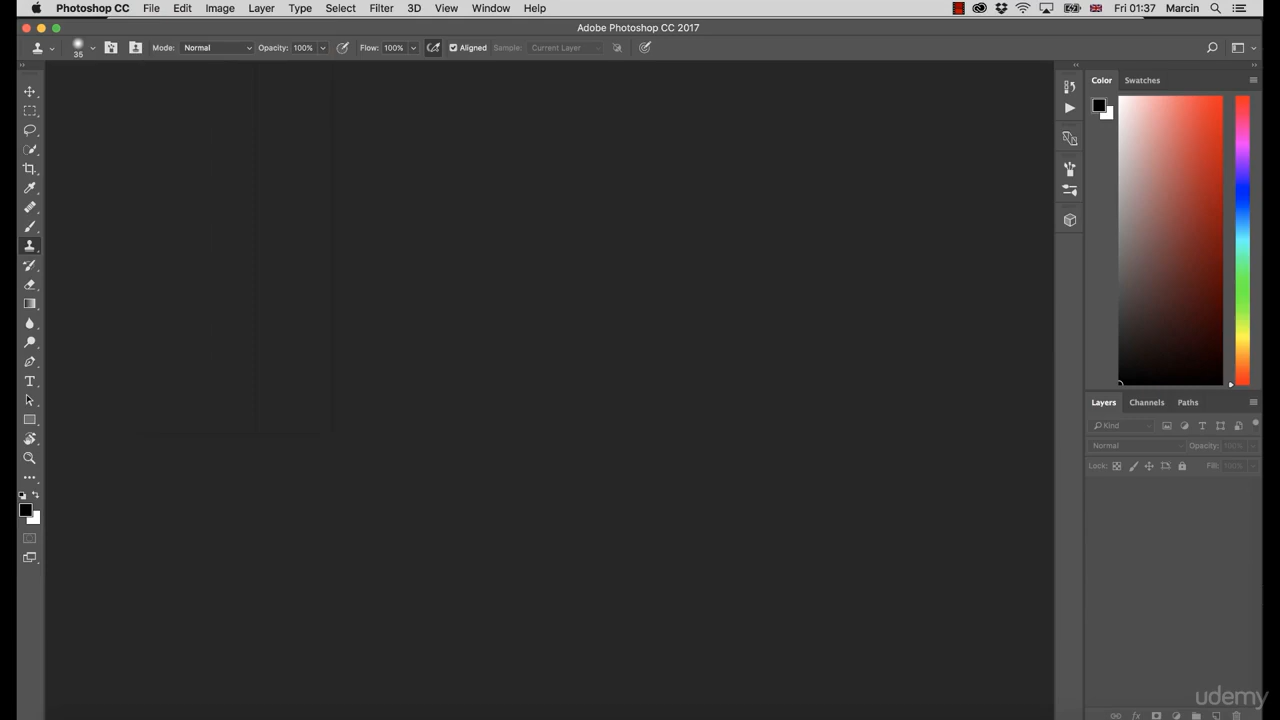 Photoshop CC File Edit Image Layer Type Select Filter 3D View Window Help Fri 01:37 Marcin
Adobe Photoshop CC 2017
35 Mode: Normal Opacity: 100% Flow: 100% Aligned Sample: Current Layer
Color Swatches
Layers Channels Paths
Kind
Normal Opacity: 100%
Lock: Fill: 100%
udemy